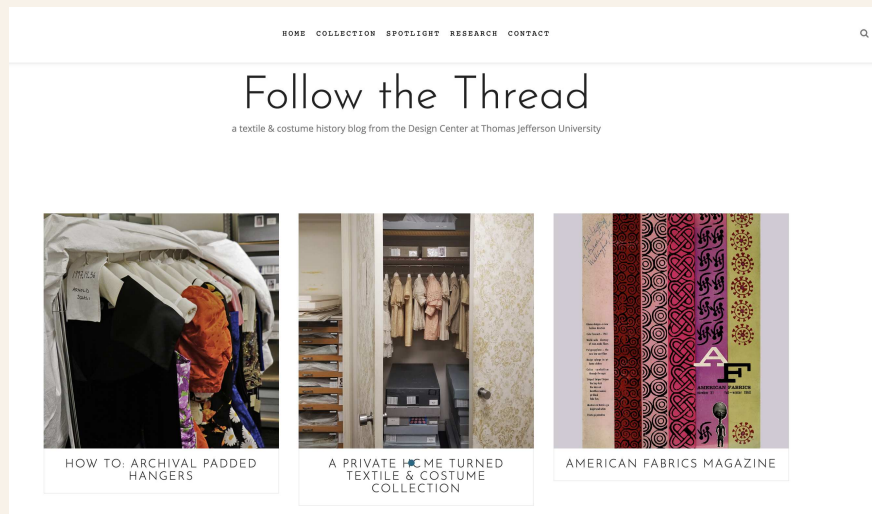 HOME COLLECTION SPOTLIGHT RESEARCH CONTACT
Follow the Thread
a textile & costume history blog from the Design Center at Thomas Jefferson University
AF
AMERICAN FABRICS
HOW TO: ARCHIVAL PADDED
HANGERS
A PRIVATE HOME TURNED
TEXTILE & COSTUME
COLLECTION
AMERICAN FABRICS MAGAZINE